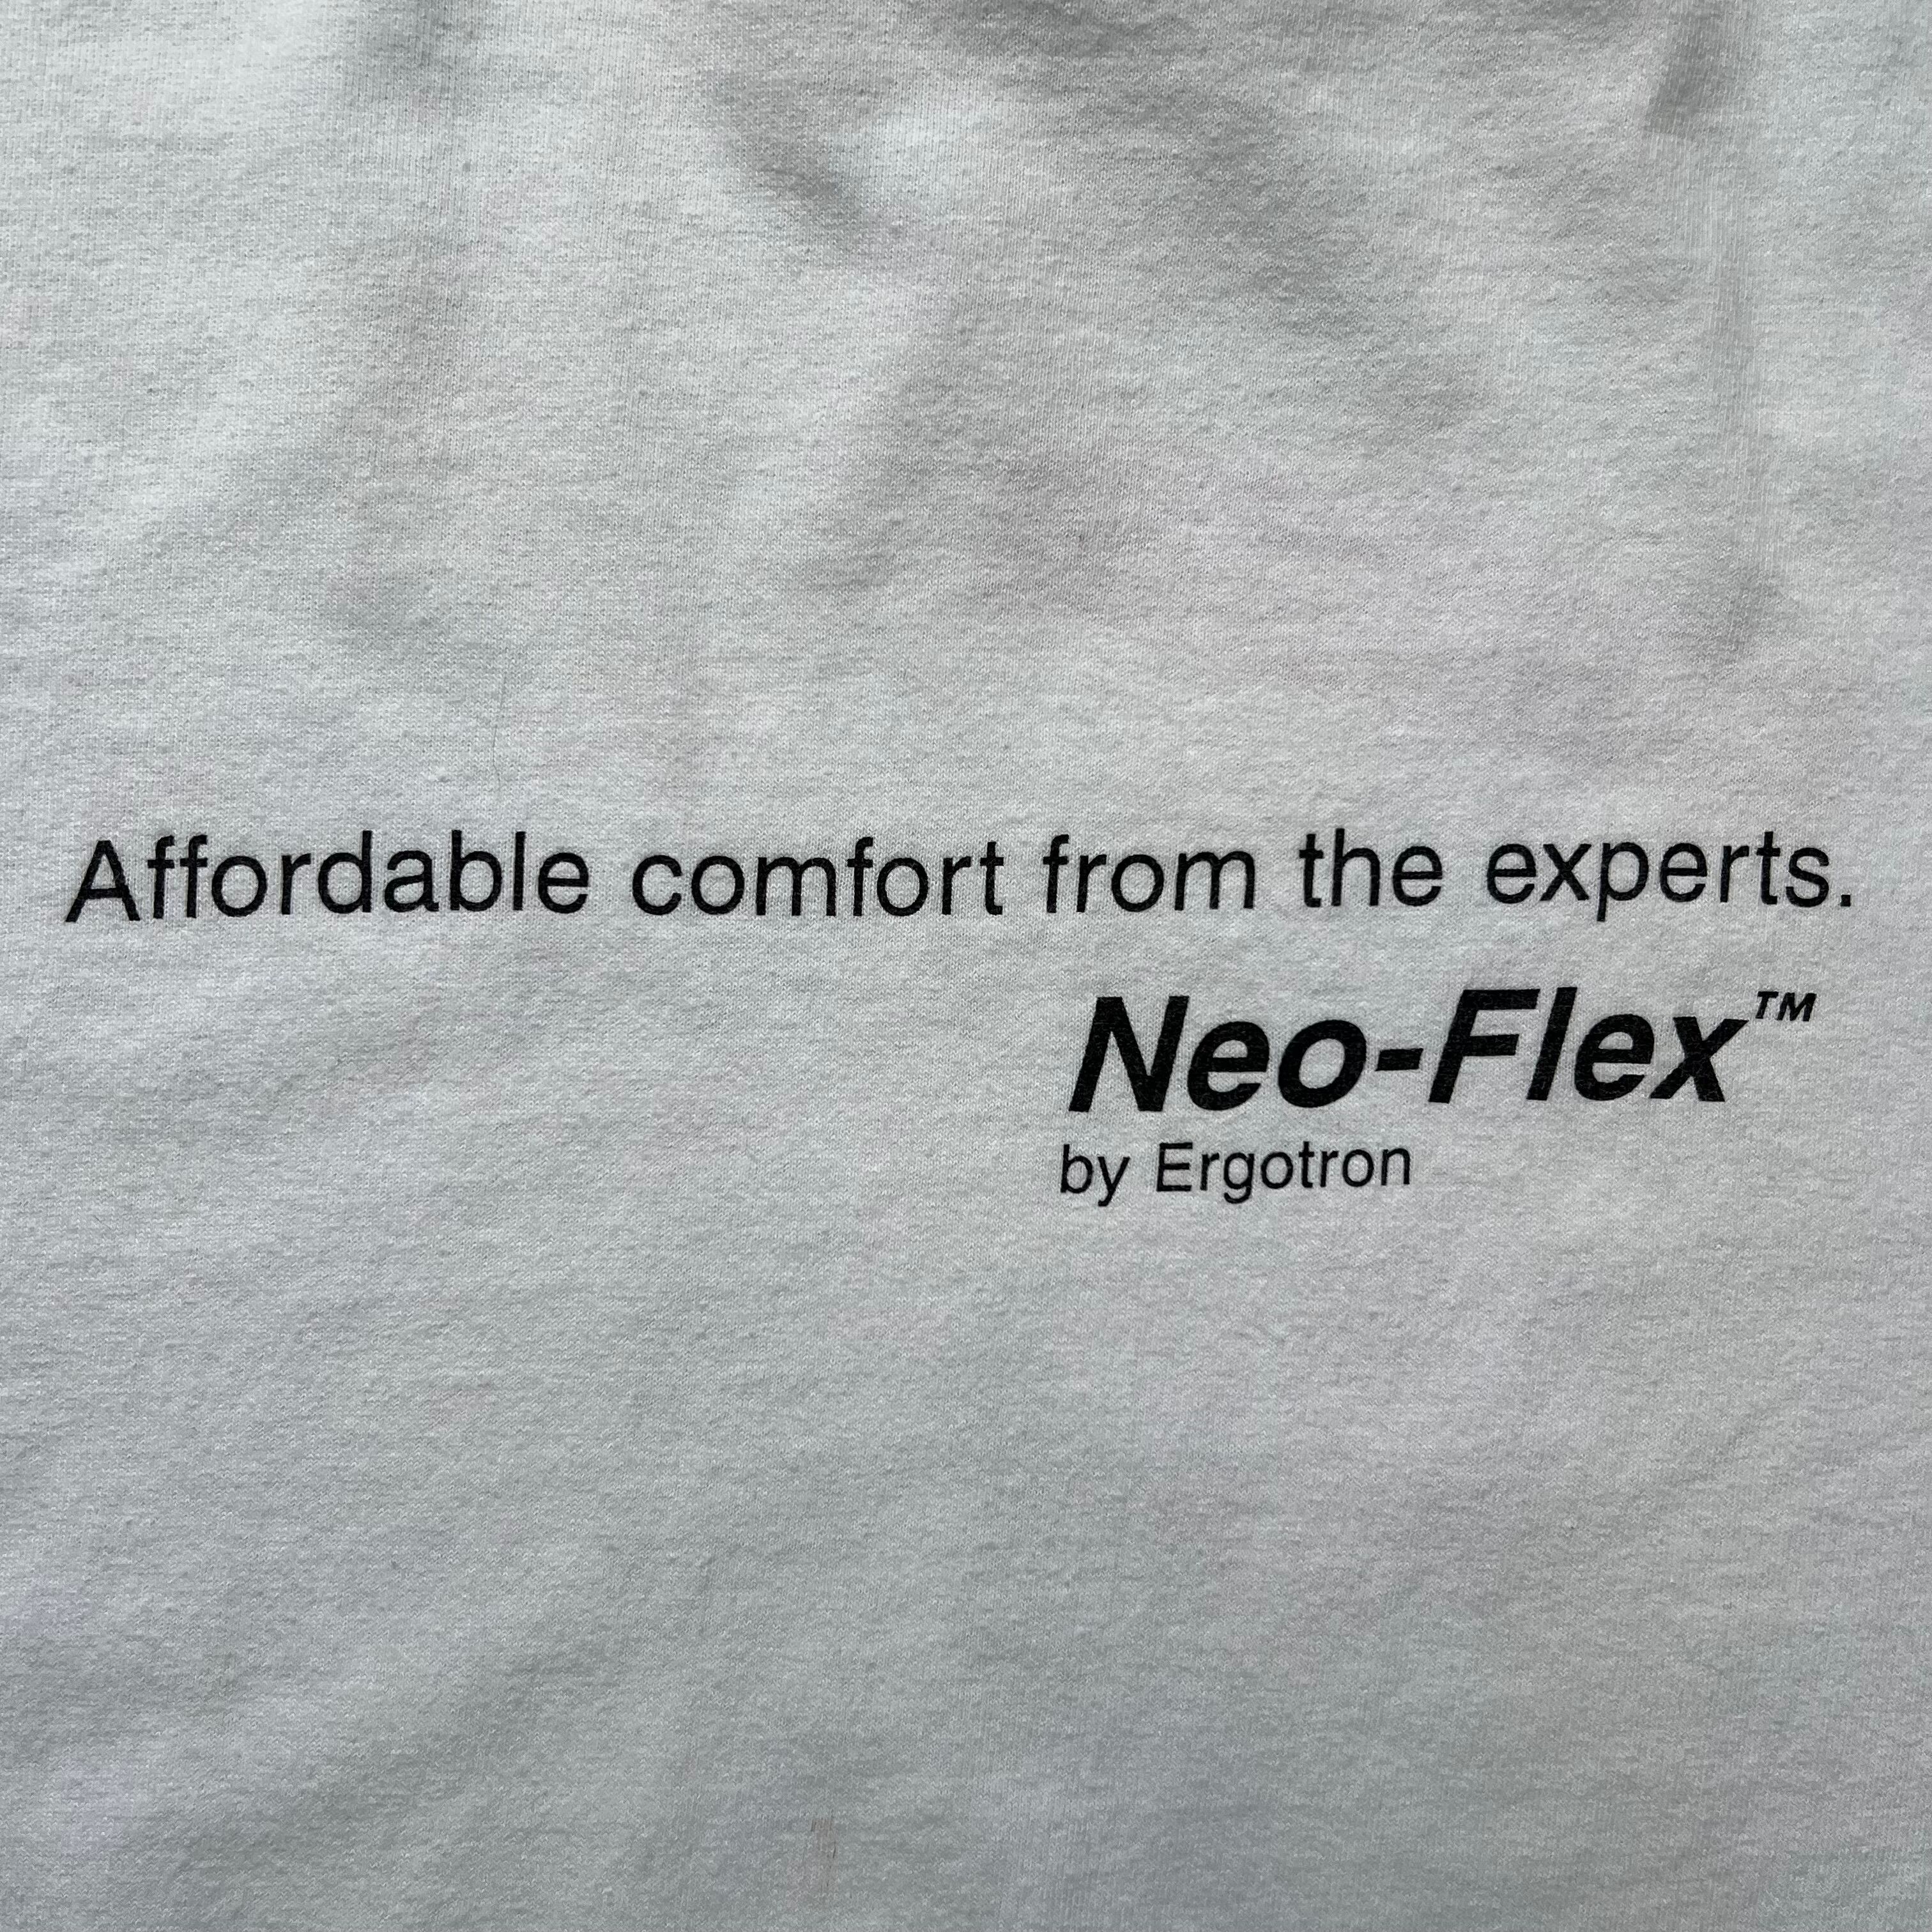 Affordable comfort from the experts.
Neo-Flex™
by Ergotron